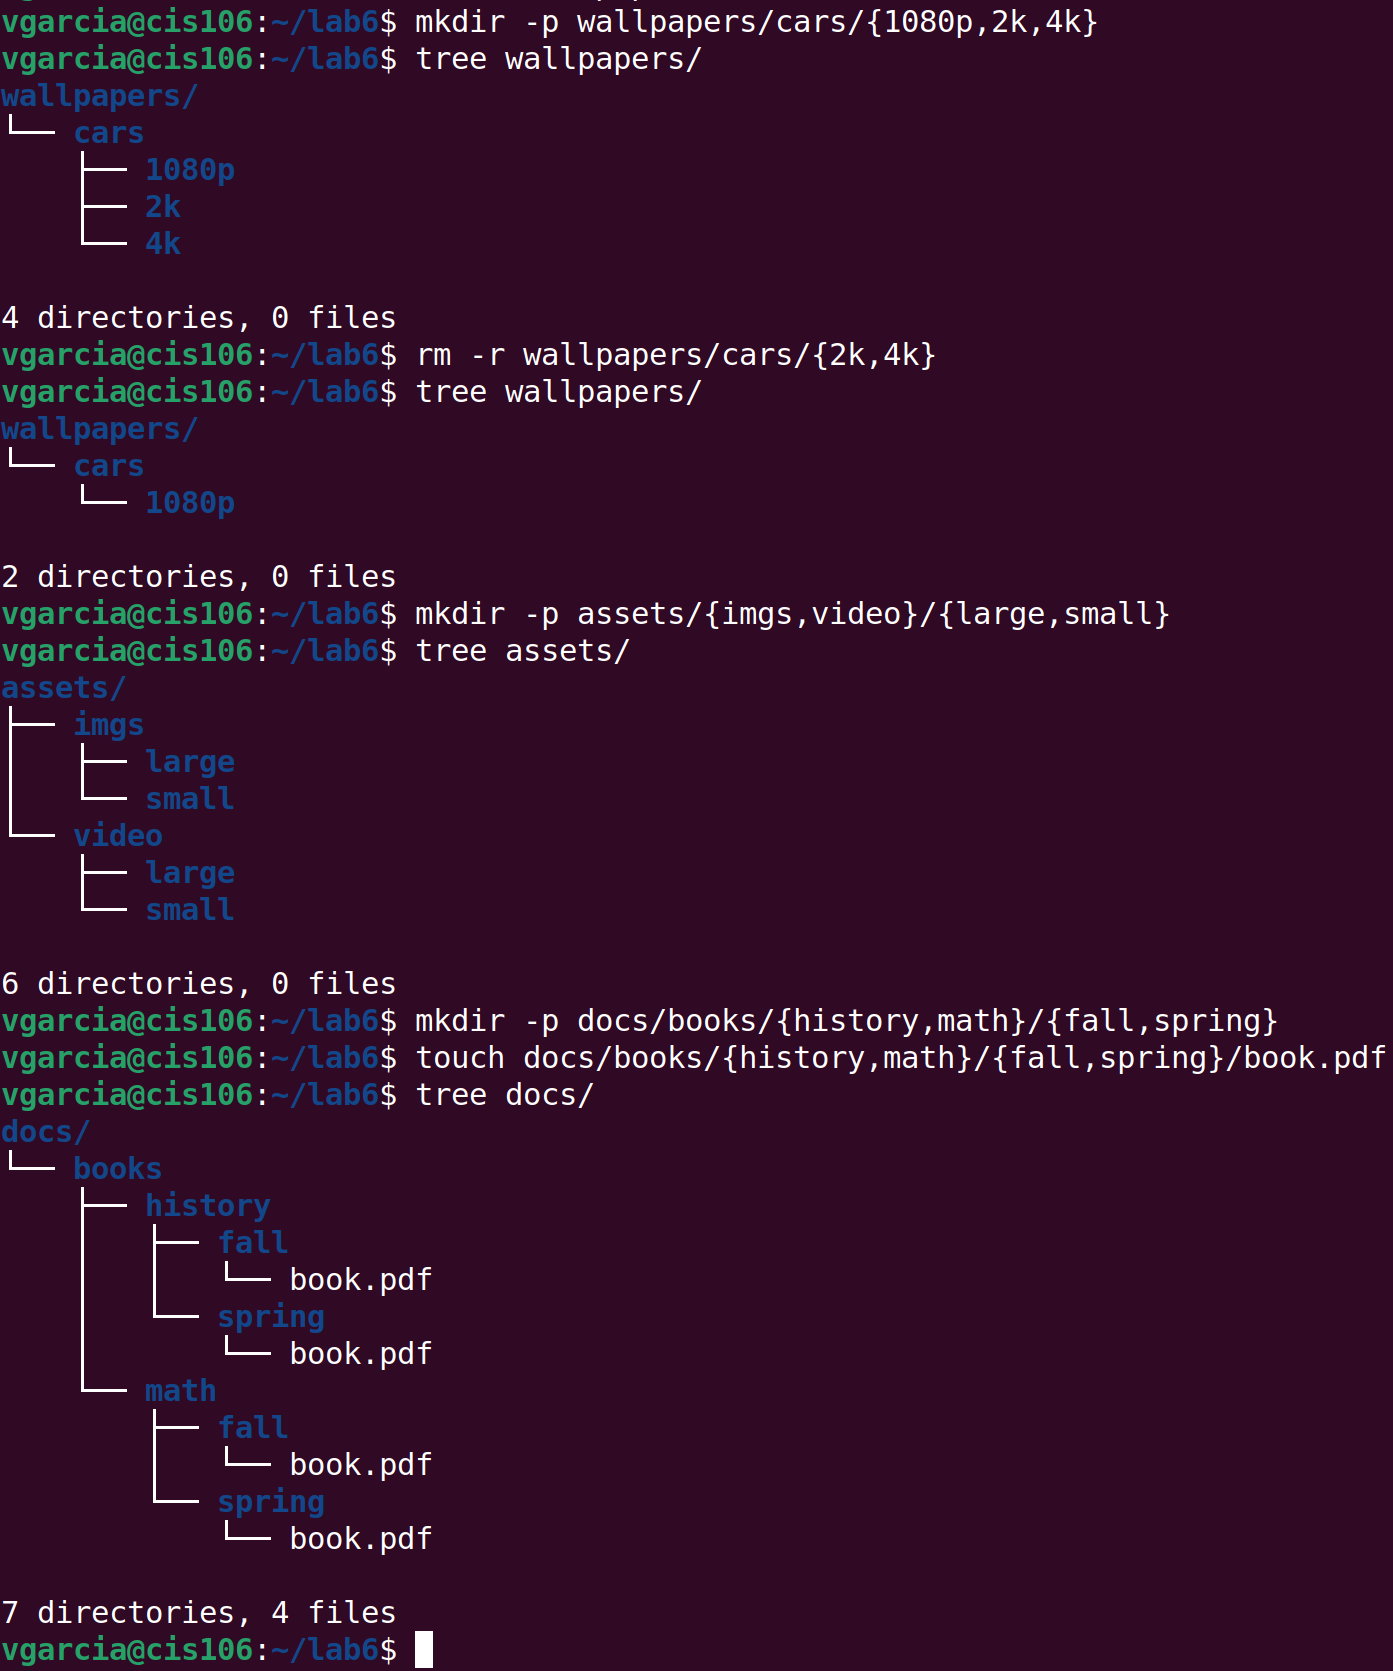 vgarcia@cis106:~/lab6$ mkdir -p wallpapers/cars/{1080p,2k,4k}
vgarcia@cis106:~/lab6$ tree wallpapers/
wallpapers/
└── cars
    ├── 1080p
    ├── 2k
    └── 4k

4 directories, 0 files
vgarcia@cis106:~/lab6$ rm -r wallpapers/cars/{2k,4k}
vgarcia@cis106:~/lab6$ tree wallpapers/
wallpapers/
└── cars
    └── 1080p

2 directories, 0 files
vgarcia@cis106:~/lab6$ mkdir -p assets/{imgs,video}/{large,small}
vgarcia@cis106:~/lab6$ tree assets/
assets/
├── imgs
│   ├── large
│   └── small
└── video
    ├── large
    └── small

6 directories, 0 files
vgarcia@cis106:~/lab6$ mkdir -p docs/books/{history,math}/{fall,spring}
vgarcia@cis106:~/lab6$ touch docs/books/{history,math}/{fall,spring}/book.pdf
vgarcia@cis106:~/lab6$ tree docs/
docs/
└── books
    ├── history
    │   ├── fall
    │   │   └── book.pdf
    │   └── spring
    │       └── book.pdf
    └── math
        ├── fall
        │   └── book.pdf
        └── spring
            └── book.pdf

7 directories, 4 files
vgarcia@cis106:~/lab6$